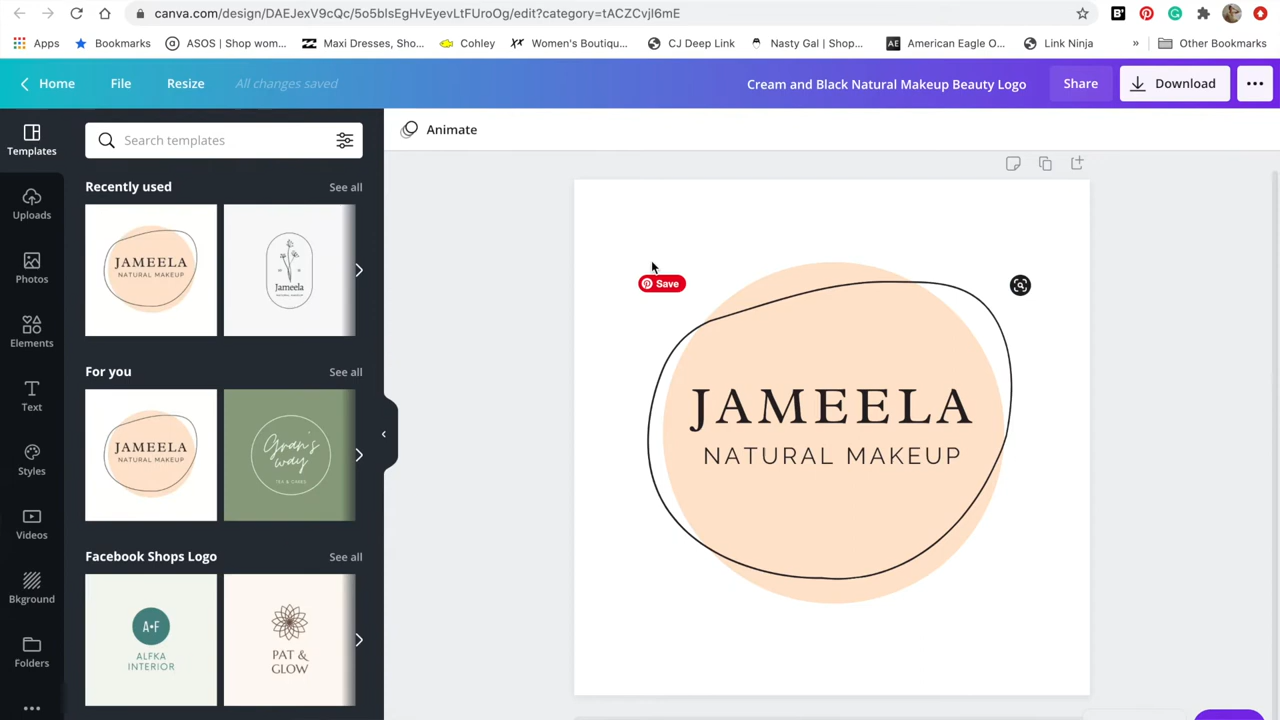 canva.com/design/DAEJexV9cQc/5o5blsEgHvEyevLtFUroOg/edit?category=tACZCvjI6mE
Apps
Bookmarks
ASOS | Shop wom...
Maxi Dresses, Sho...
Cohley
Women's Boutiqu...
CJ Deep Link
Nasty Gal | Shop...
American Eagle O...
Link Ninja
»
Other Bookmarks
Home
File
Resize
All changes saved
Cream and Black Natural Makeup Beauty Logo
Share
Download
Templates
Uploads
Photos
Elements
Text
Styles
Videos
Bkground
Folders
Search templates
Recently used
See all
JAMEELA
NATURAL MAKEUP
Jameela
NATURAL MAKEUP
For you
See all
JAMEELA
NATURAL MAKEUP
Gran's
way
TEA & CAKES
Facebook Shops Logo
See all
A•F
ALFKA
INTERIOR
PAT &
GLOW
Animate
Save
JAMEELA
NATURAL MAKEUP